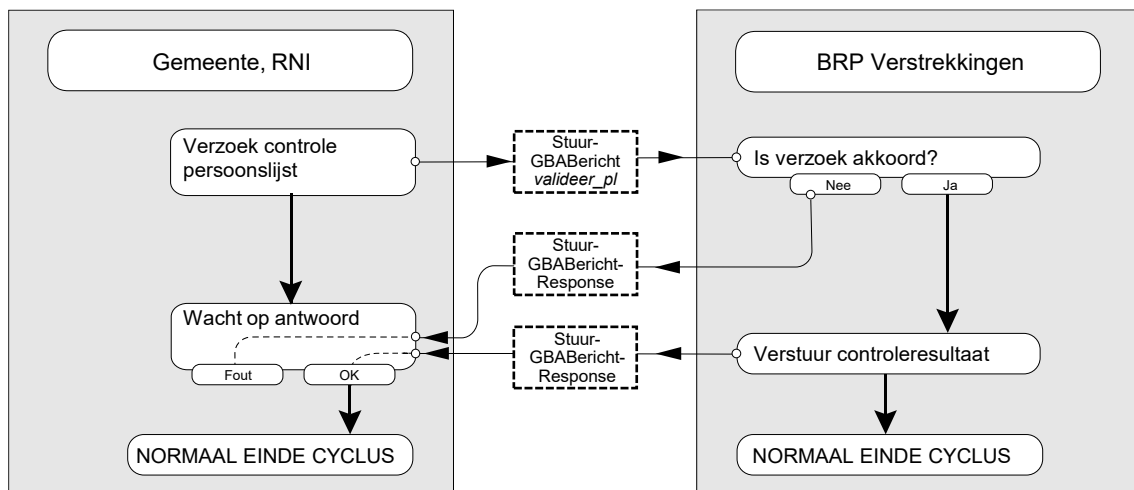 Gemeente, RNI
BRP Verstrekkingen
Verzoek controle
persoonslijst
Stuur-
GBABericht
valideer_pl
Is verzoek akkoord?
Nee
Ja
Stuur-
GBABericht-
Response
Wacht op antwoord
Fout
OK
Stuur-
GBABericht-
Response
Verstuur controleresultaat
NORMAAL EINDE CYCLUS
NORMAAL EINDE CYCLUS